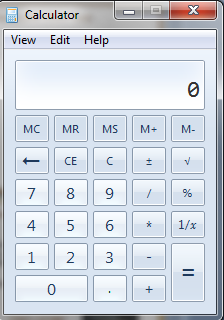 Calculator
View Edit Help
0
MC MR MS M+ M-
← CE C ± √
7 8 9 / %
4 5 6 * 1/x
1 2 3 - =
0 . +